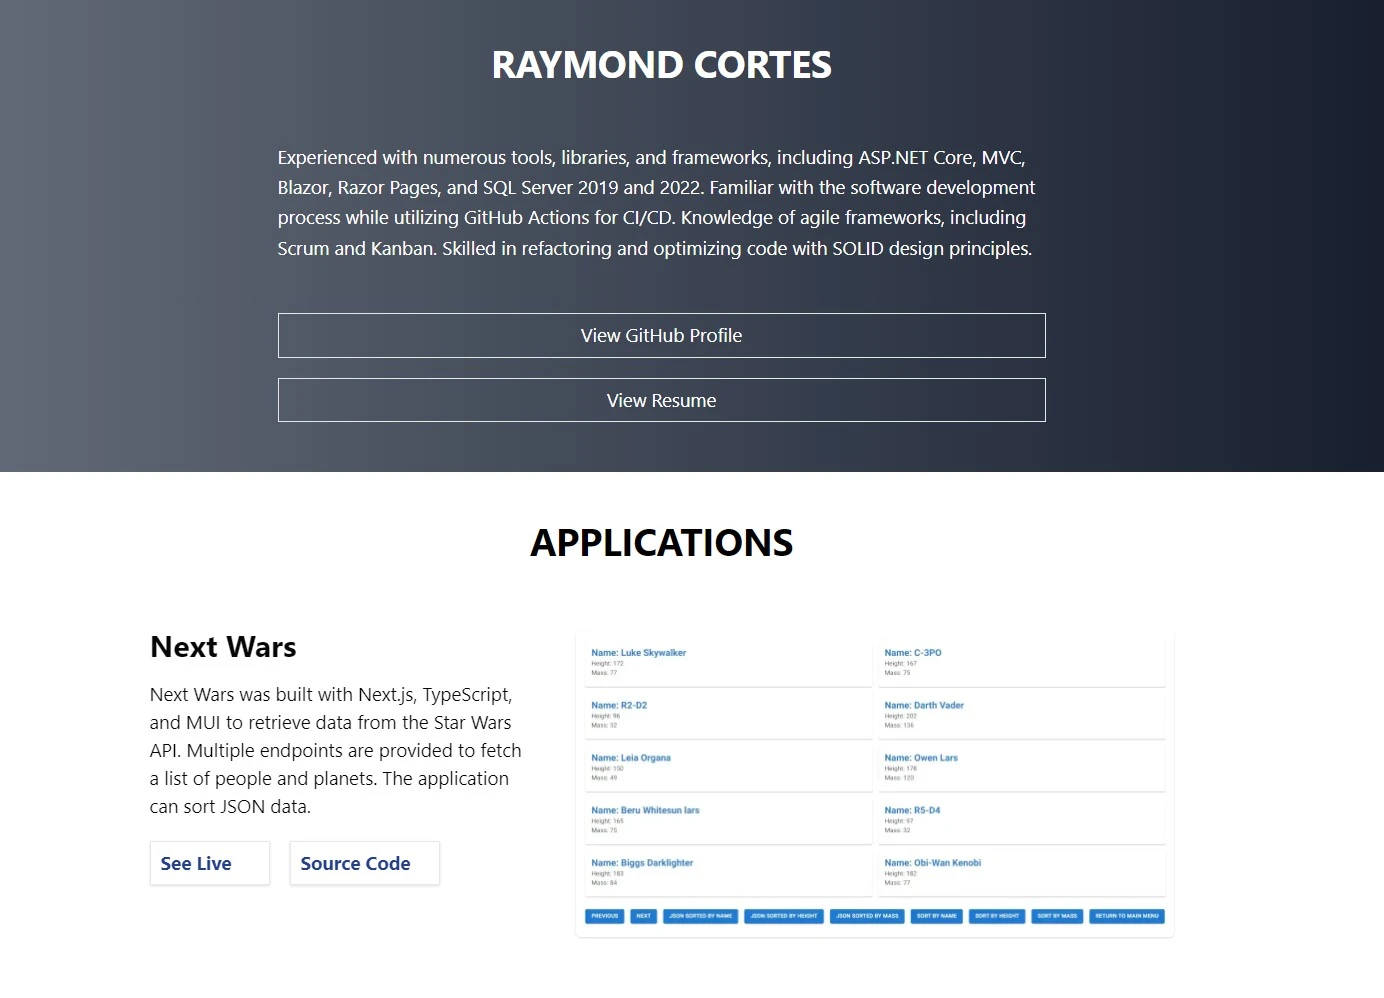 RAYMOND CORTES
Experienced with numerous tools, libraries, and frameworks, including ASP.NET Core, MVC,
Blazor, Razor Pages, and SQL Server 2019 and 2022. Familiar with the software development
process while utilizing GitHub Actions for CI/CD. Knowledge of agile frameworks, including
Scrum and Kanban. Skilled in refactoring and optimizing code with SOLID design principles.
View GitHub Profile
View Resume
APPLICATIONS
Next Wars
Next Wars was built with Next.js, TypeScript,
and MUI to retrieve data from the Star Wars
API. Multiple endpoints are provided to fetch
a list of people and planets. The application
can sort JSON data.
See Live
Source Code
Name: Luke Skywalker
Height: 172
Mass: 77
Name: C-3PO
Height: 167
Mass: 75
Name: R2-D2
Height: 96
Mass: 32
Name: Darth Vader
Height: 202
Mass: 136
Name: Leia Organa
Height: 150
Mass: 49
Name: Owen Lars
Height: 178
Mass: 120
Name: Beru Whitesun lars
Height: 165
Mass: 75
Name: R5-D4
Height: 97
Mass: 32
Name: Biggs Darklighter
Height: 183
Mass: 84
Name: Obi-Wan Kenobi
Height: 182
Mass: 77
PREVIOUS
NEXT
JSON SORTED BY NAME
JSON SORTED BY HEIGHT
JSON SORTED BY MASS
SORT BY NAME
SORT BY HEIGHT
SORT BY MASS
RETURN TO MAIN MENU